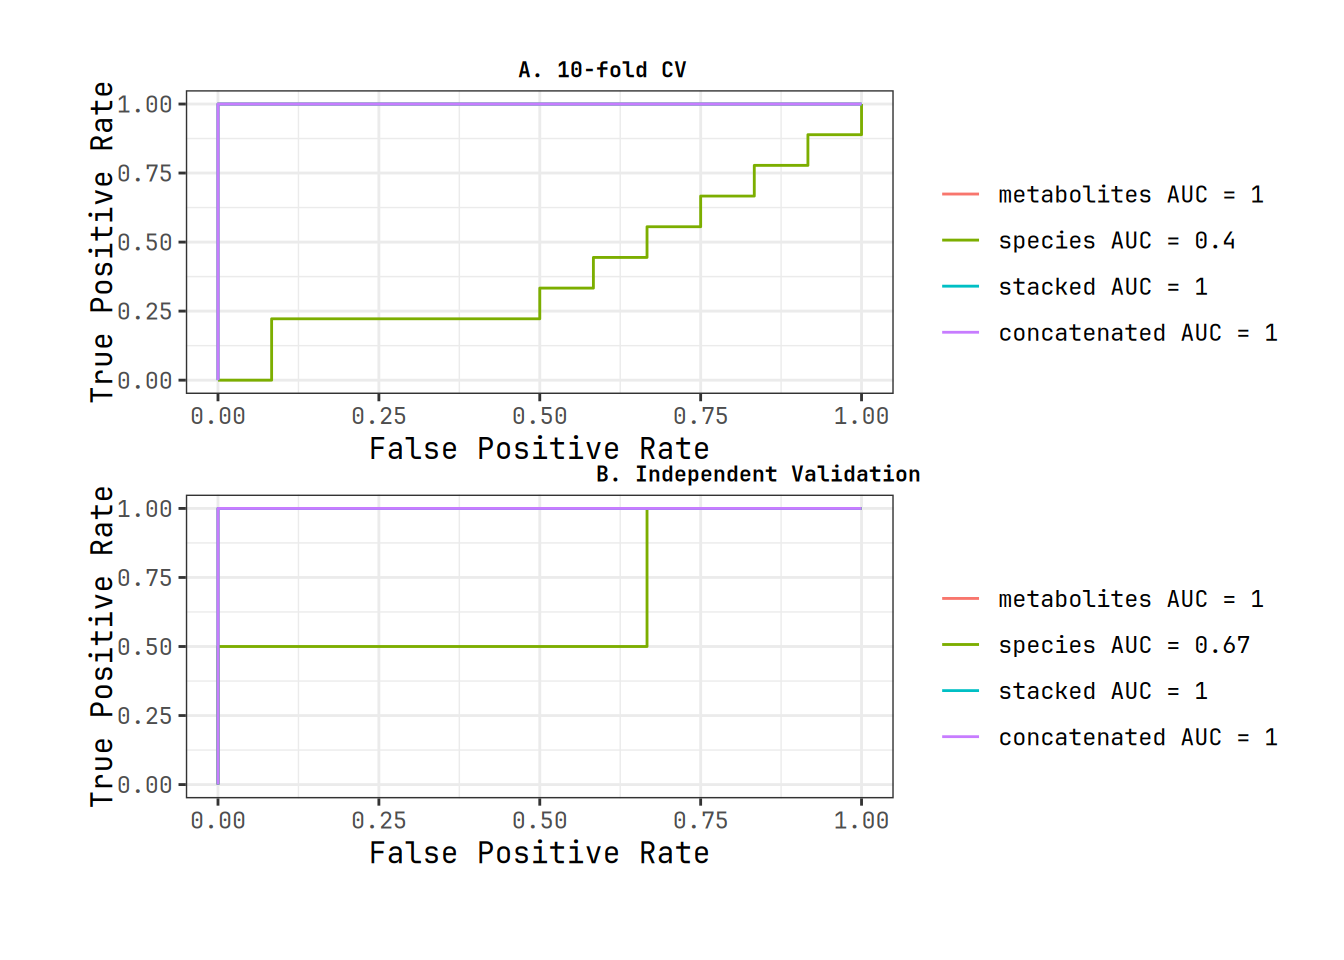 A. 10-fold CV
True Positive Rate
1.00
0.75
0.50
0.25
0.00
0.00 0.25 0.50 0.75 1.00
False Positive Rate
metabolites AUC = 1
species AUC = 0.4
stacked AUC = 1
concatenated AUC = 1
B. Independent Validation
True Positive Rate
1.00
0.75
0.50
0.25
0.00
0.00 0.25 0.50 0.75 1.00
False Positive Rate
metabolites AUC = 1
species AUC = 0.67
stacked AUC = 1
concatenated AUC = 1